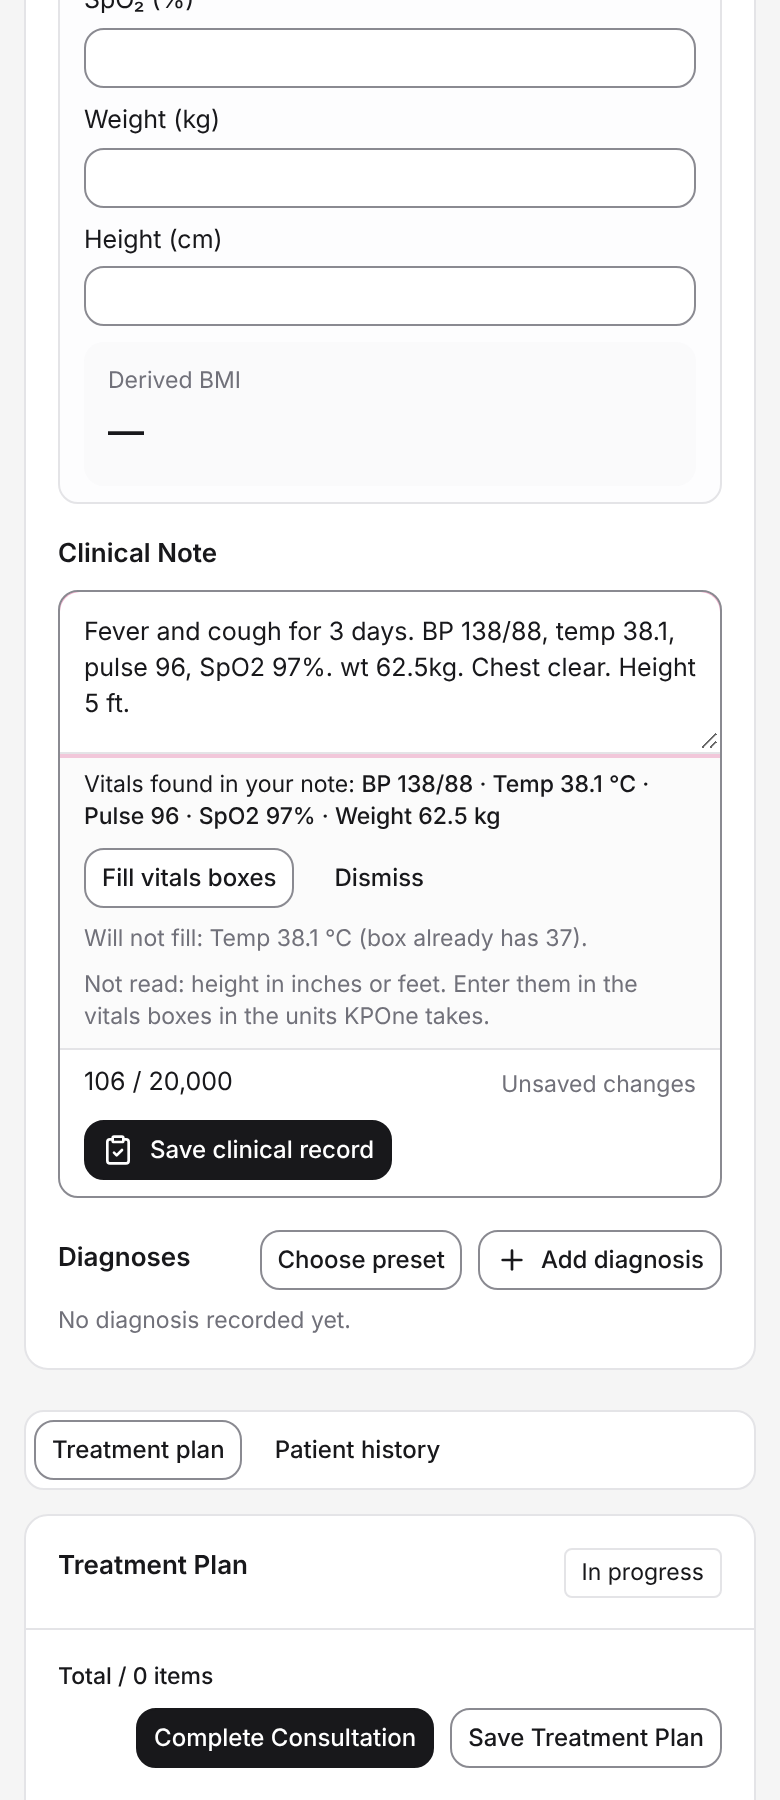 SpO₂ (%)
Weight (kg)
Height (cm)
Derived BMI
—
Clinical Note
Fever and cough for 3 days. BP 138/88, temp 38.1,
pulse 96, SpO2 97%. wt 62.5kg. Chest clear. Height
5 ft.
Vitals found in your note: BP 138/88 · Temp 38.1 °C ·
Pulse 96 · SpO2 97% · Weight 62.5 kg
Fill vitals boxes Dismiss
Will not fill: Temp 38.1 °C (box already has 37).
Not read: height in inches or feet. Enter them in the
vitals boxes in the units KPOne takes.
106 / 20,000 Unsaved changes
Save clinical record
Diagnoses Choose preset Add diagnosis
No diagnosis recorded yet.
Treatment plan Patient history
Treatment Plan In progress
Total / 0 items
Complete Consultation Save Treatment Plan